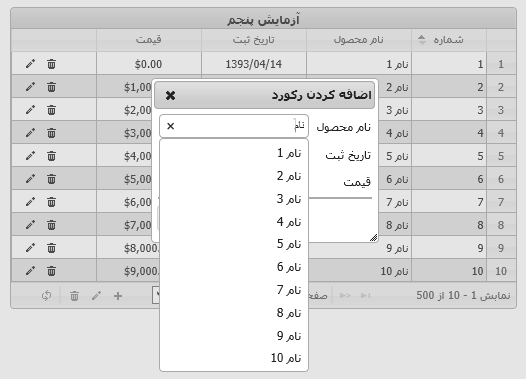 آزمایش پنجم
شماره نام محصول تاریخ ثبت قیمت
1 1 نام 1 1393/04/14 $0.00
2 2 نام 2 $1,00
3 3 نام 3 $2,00
4 4 نام 4 $3,00
5 5 نام 5 $4,00
6 6 نام 6 $5,00
7 7 نام 7 $6,00
8 8 نام 8 $7,00
9 9 نام 9 $8,000
10 10 نام 10 $9,000.
اضافه کردن رکورد
نام محصول نام
تاریخ ثبت
قیمت
نام 1
نام 2
نام 3
نام 4
نام 5
نام 6
نام 7
نام 8
نام 9
نام 10
نمایش 1 - 10 از 500 صفح